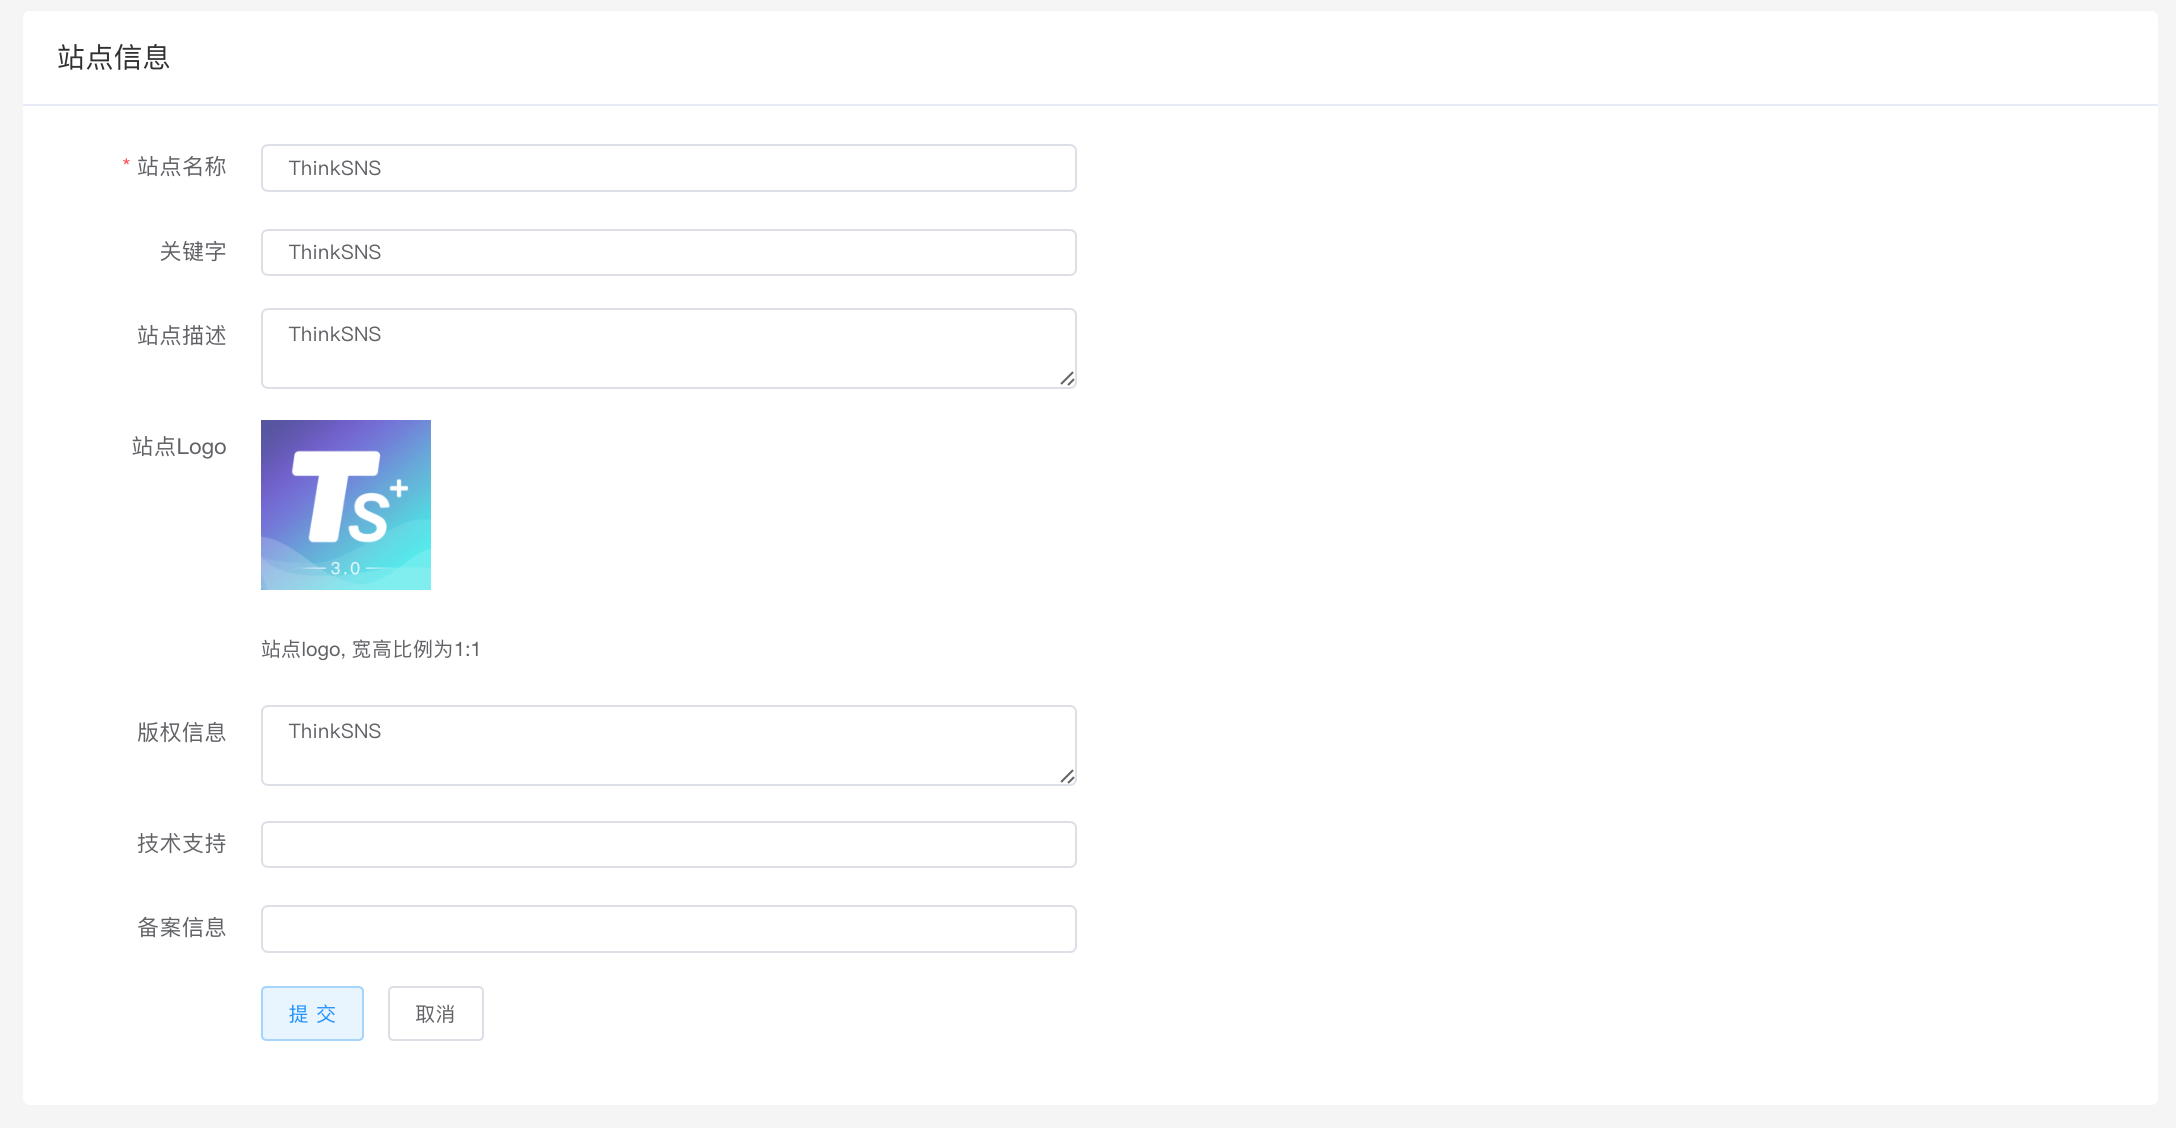 站点信息
* 站点名称 ThinkSNS
关键字 ThinkSNS
站点描述 ThinkSNS
站点Logo
Ts+
3.0
站点logo, 宽高比例为1:1
版权信息 ThinkSNS
技术支持
备案信息
提 交 取消